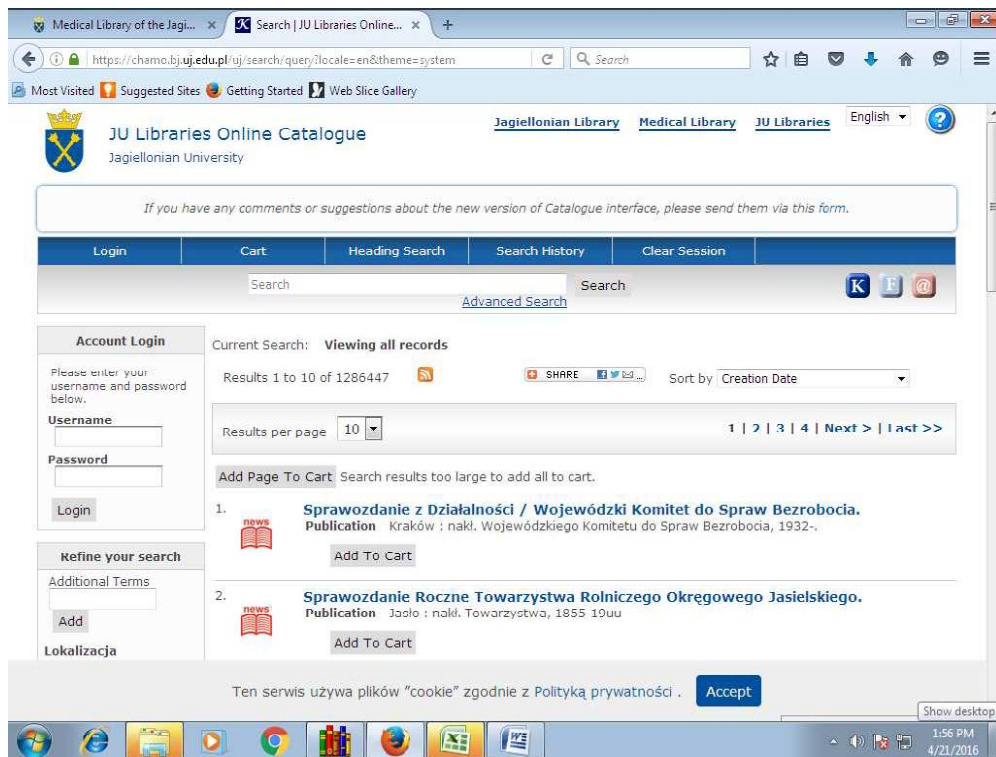 Medical Library of the Jagi... × K Search | JU Libraries Online... × +
https://chamo.bj.uj.edu.pl/uj/search/query?locale=en&theme=system Search
Most Visited Suggested Sites Getting Started Web Slice Gallery
JU Libraries Online Catalogue
Jagiellonian University
Jagiellonian Library Medical Library JU Libraries English ?
If you have any comments or suggestions about the new version of Catalogue interface, please send them via this form.
Login Cart Heading Search Search History Clear Session
Search Search
Advanced Search
K F @
Account Login
Please enter your
username and password
below.
Username
Password
Login
Refine your search
Additional Terms
Add
Lokalizacja
Current Search: Viewing all records
Results 1 to 10 of 1286447 SHARE ... Sort by Creation Date
Results per page 10 1 | 2 | 3 | 4 | Next > | Last >>
Add Page To Cart Search results too large to add all to cart.
1. news Sprawozdanie z Działalności / Wojewódzki Komitet do Spraw Bezrobocia.
Publication Kraków : nakł. Wojewódzkiego Komitetu do Spraw Bezrobocia, 1932-.
Add To Cart
2. news Sprawozdanie Roczne Towarzystwa Rolniczego Okręgowego Jasielskiego.
Publication Jasło : nakł. Towarzystwa, 1855 19uu
Add To Cart
Ten serwis używa plików "cookie" zgodnie z Polityką prywatności . Accept
Show desktop
1:56 PM
4/21/2016